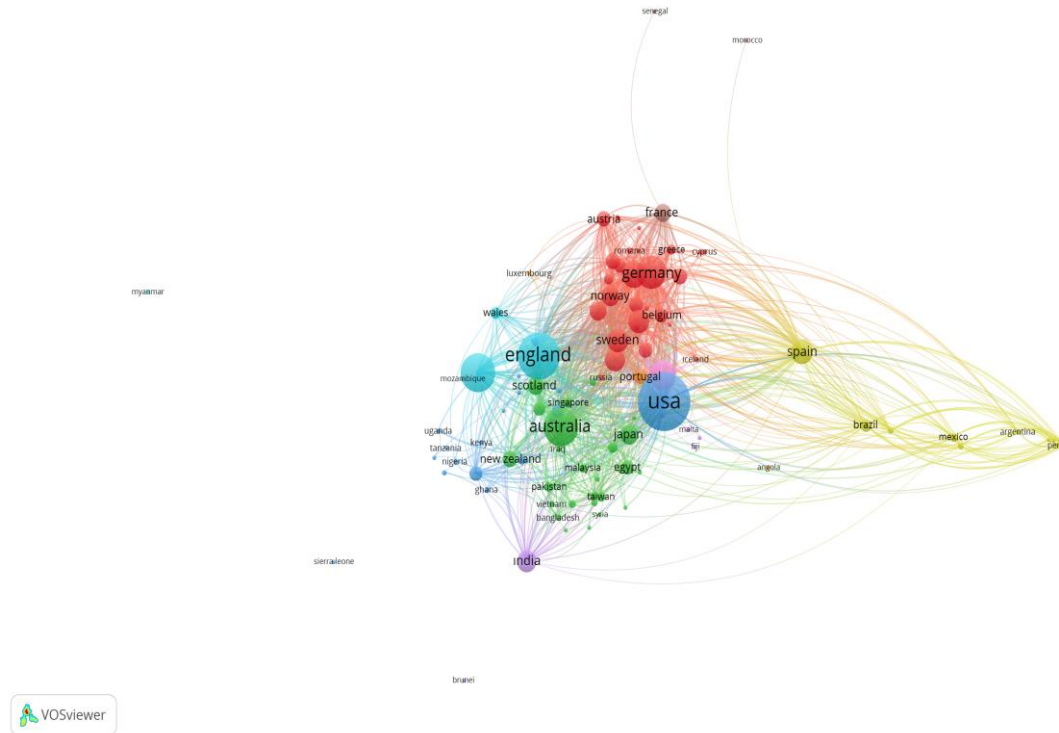 senegal
morocco
austria
france
romania
greece
cyprus
luxembourg
germany
myanmar
norway
wales
belgium
sweden
england
spain
iceland
mozambique
russia
portugal
scotland
usa
singapore
australia
brazil
malta
argentina
uganda
japan
mexico
kenya
tanzania
iraq
fiji
nigeria
new zealand
malaysia
egypt
angola
ghana
pakistan
taiwan
vietnam
bangladesh
syria
india
sierra leone
brunei
VOSviewer